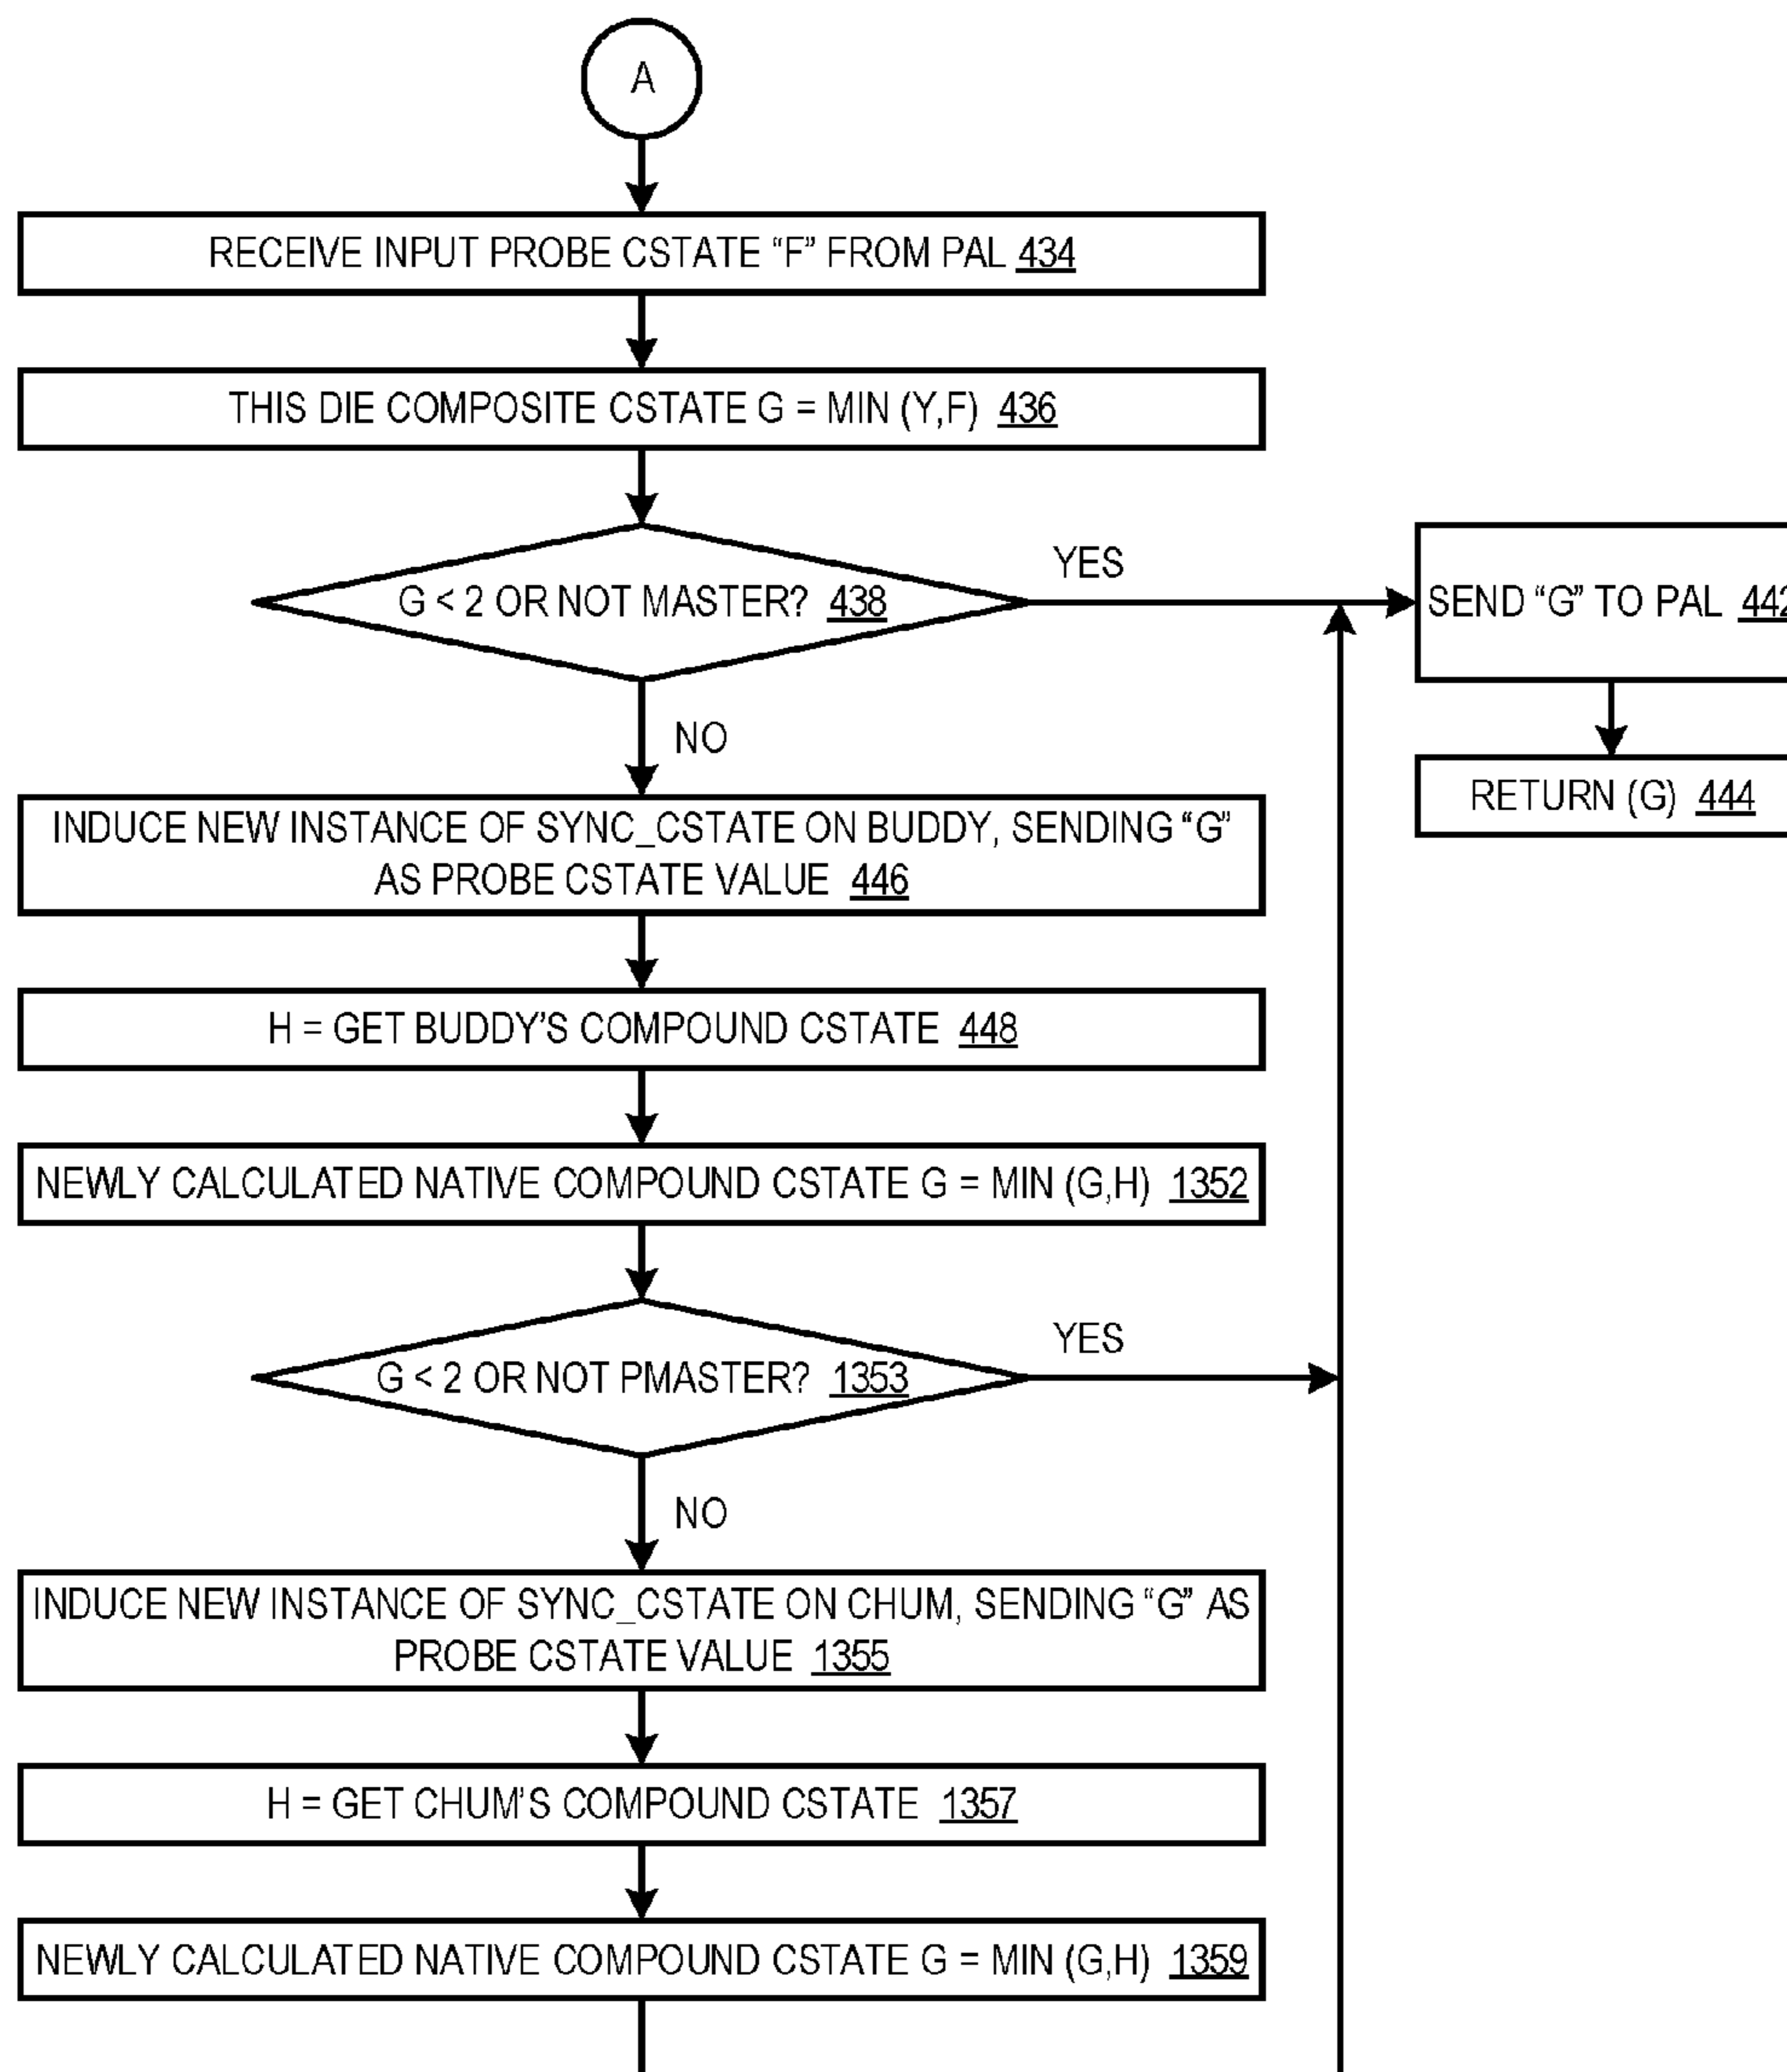 A
RECEIVE INPUT PROBE CSTATE “F” FROM PAL 434
THIS DIE COMPOSITE CSTATE G = MIN (Y,F) 436
G < 2 OR NOT MASTER? 438
YES
SEND “G” TO PAL 442
RETURN (G) 444
NO
INDUCE NEW INSTANCE OF SYNC_CSTATE ON BUDDY, SENDING “G”
AS PROBE CSTATE VALUE 446
H = GET BUDDY’S COMPOUND CSTATE 448
NEWLY CALCULATED NATIVE COMPOUND CSTATE G = MIN (G,H) 1352
G < 2 OR NOT PMASTER? 1353
YES
NO
INDUCE NEW INSTANCE OF SYNC_CSTATE ON CHUM, SENDING “G” AS
PROBE CSTATE VALUE 1355
H = GET CHUM’S COMPOUND CSTATE 1357
NEWLY CALCULATED NATIVE COMPOUND CSTATE G = MIN (G,H) 1359